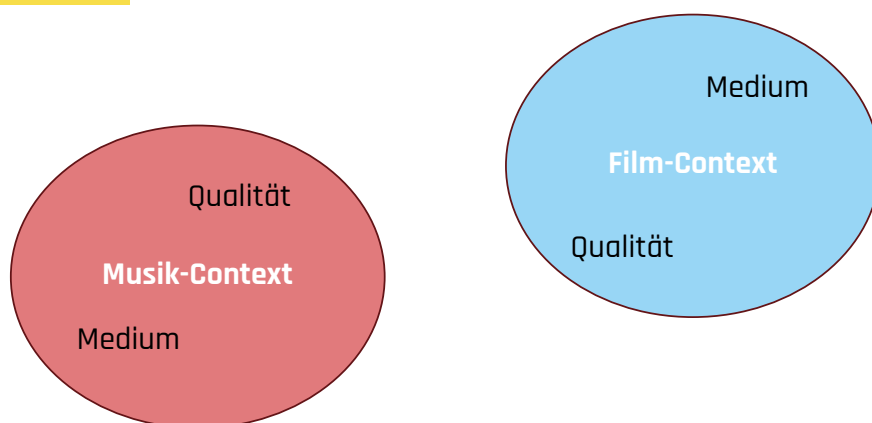 Qualität
Musik-Context
Medium
Medium
Film-Context
Qualität